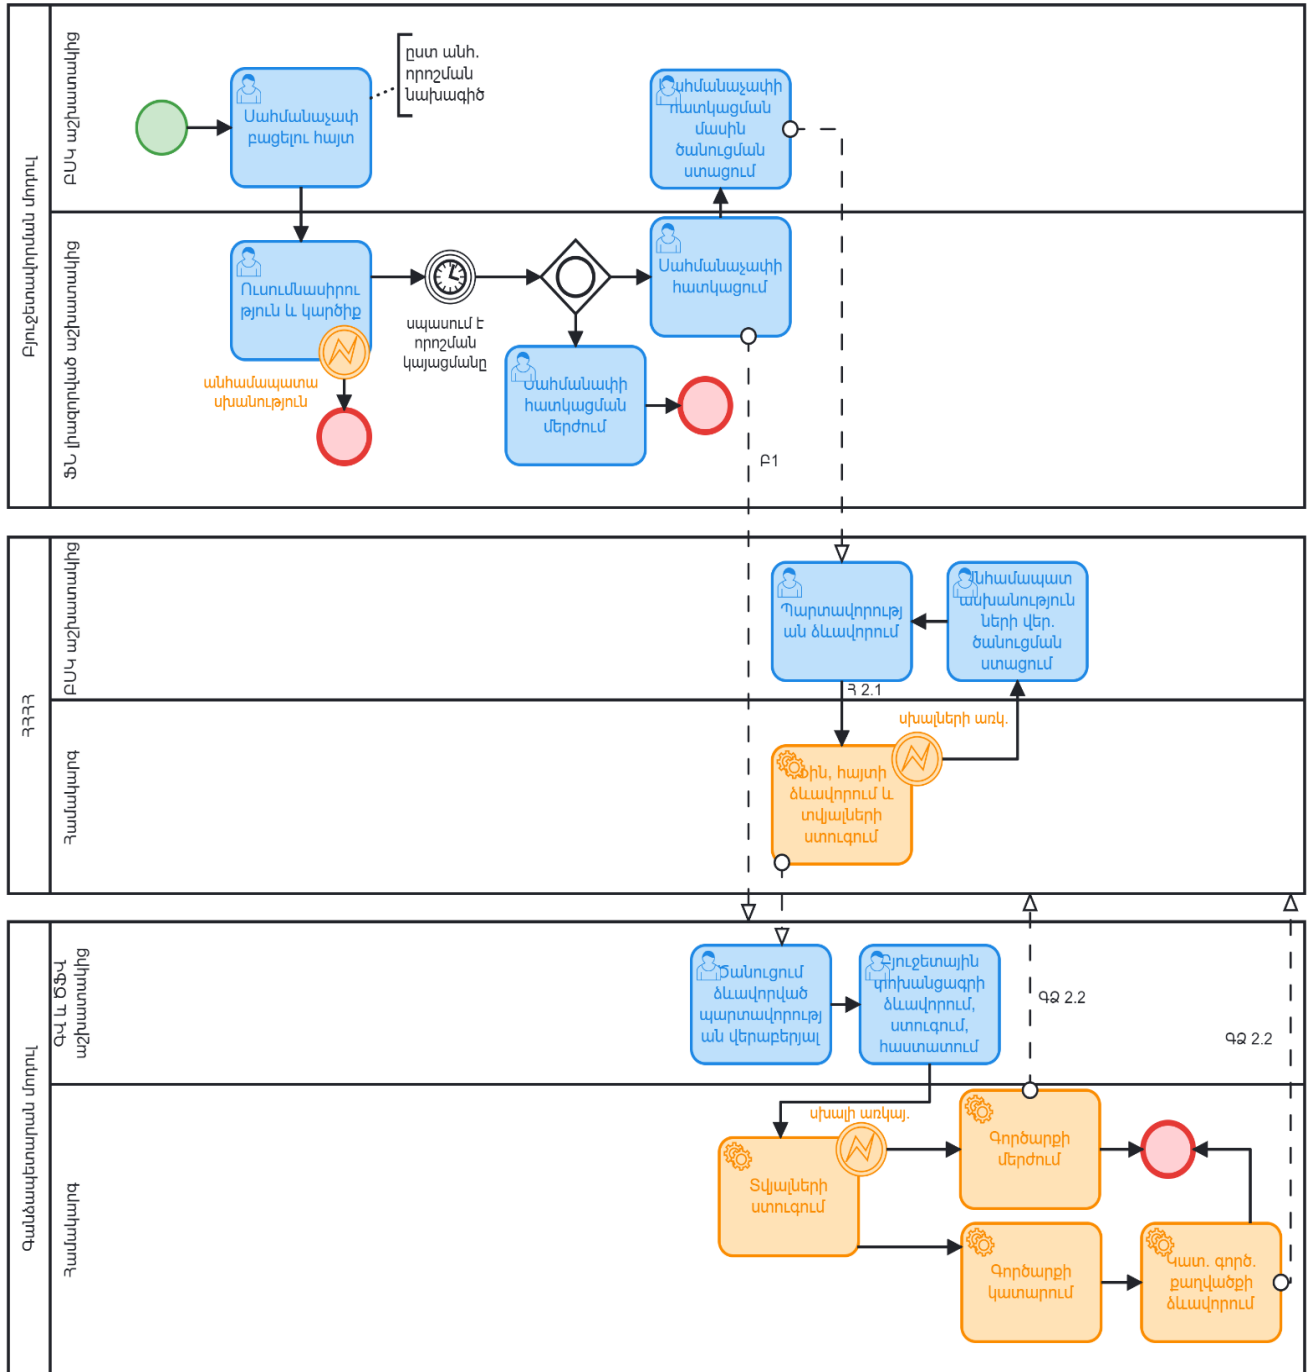 Բյուջետավորման մոդուլ
ԲՍԿ աշխատակից
ըստ անհ.
որոշման
նախագիծ
Սահմանաչափ
բացելու հայտ
Սահմանաչափի
հատկացման
մասին
ծանուցման
ստացում
ՖՆ լիազորված աշխատակից
Ուսումնասիրու
թյուն և կարծիք
անհամապատա
սխանություն
սպասում է
որոշման
կայացմանը
Սահմանաչափի
հատկացում
Սահմանափի
հատկացման
մերժում
Բ1
ՀՀՀՀ
ԲՍԿ աշխատակից
Պարտավորությ
ան ձևավորում
Անհամապատ
ասխանություն
ների վեր.
ծանուցման
ստացում
Հ 2.1
Համակարգ
սխալների առկ.
Ֆին, հայտի
ձևավորում և
տվյալների
ստուգում
Գանձապետարան մոդուլ
ԳՎ և ԾՖՎ
աշխատակից
Ծանուցում
ձևավորված
պարտավորությ
ան վերաբերյալ
Բյուջետային
փոխանցագրի
ձևավորում,
ստուգում,
հաստատում
ԳՁ 2.2
ԳՁ 2.2
Համակարգ
սխալի առկայ.
Տվյալների
ստուգում
Գործարքի
մերժում
Գործարքի
կատարում
Կատ. գործ.
քաղվածքի
ձևավորում